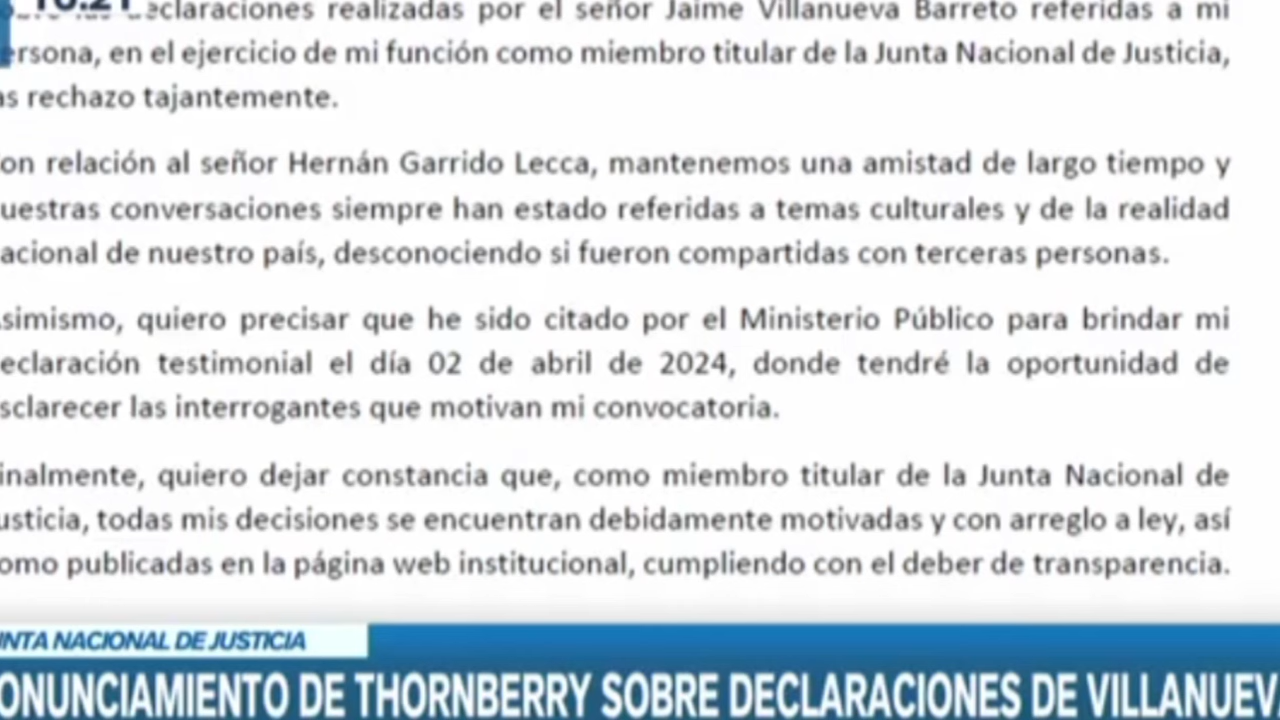 eclaraciones realizadas por el señor Jaime Villanueva Barreto referidas a mi
ersona, en el ejercicio de mi función como miembro titular de la Junta Nacional de Justicia,
as rechazo tajantemente.
on relación al señor Hernán Garrido Lecca, mantenemos una amistad de largo tiempo y
uestras conversaciones siempre han estado referidas a temas culturales y de la realidad
acional de nuestro país, desconociendo si fueron compartidas con terceras personas.
simismo, quiero precisar que he sido citado por el Ministerio Público para brindar mi
eclaración testimonial el día 02 de abril de 2024, donde tendré la oportunidad de
sclarecer las interrogantes que motivan mi convocatoria.
inalmente, quiero dejar constancia que, como miembro titular de la Junta Nacional de
usticia, todas mis decisiones se encuentran debidamente motivadas y con arreglo a ley, así
omo publicadas en la página web institucional, cumpliendo con el deber de transparencia.
UNTA NACIONAL DE JUSTICIA
ONUNCIAMIENTO DE THORNBERRY SOBRE DECLARACIONES DE VILLANUEVA